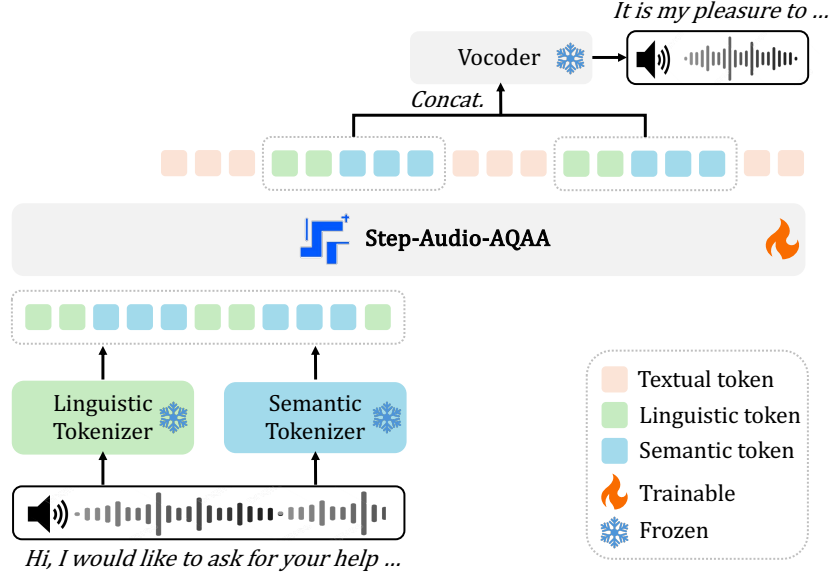 It is my pleasure to ...
Vocoder
Concat.
Step-Audio-AQAA
Linguistic
Tokenizer
Semantic
Tokenizer
Hi, I would like to ask for your help ...
Textual token
Linguistic token
Semantic token
Trainable
Frozen